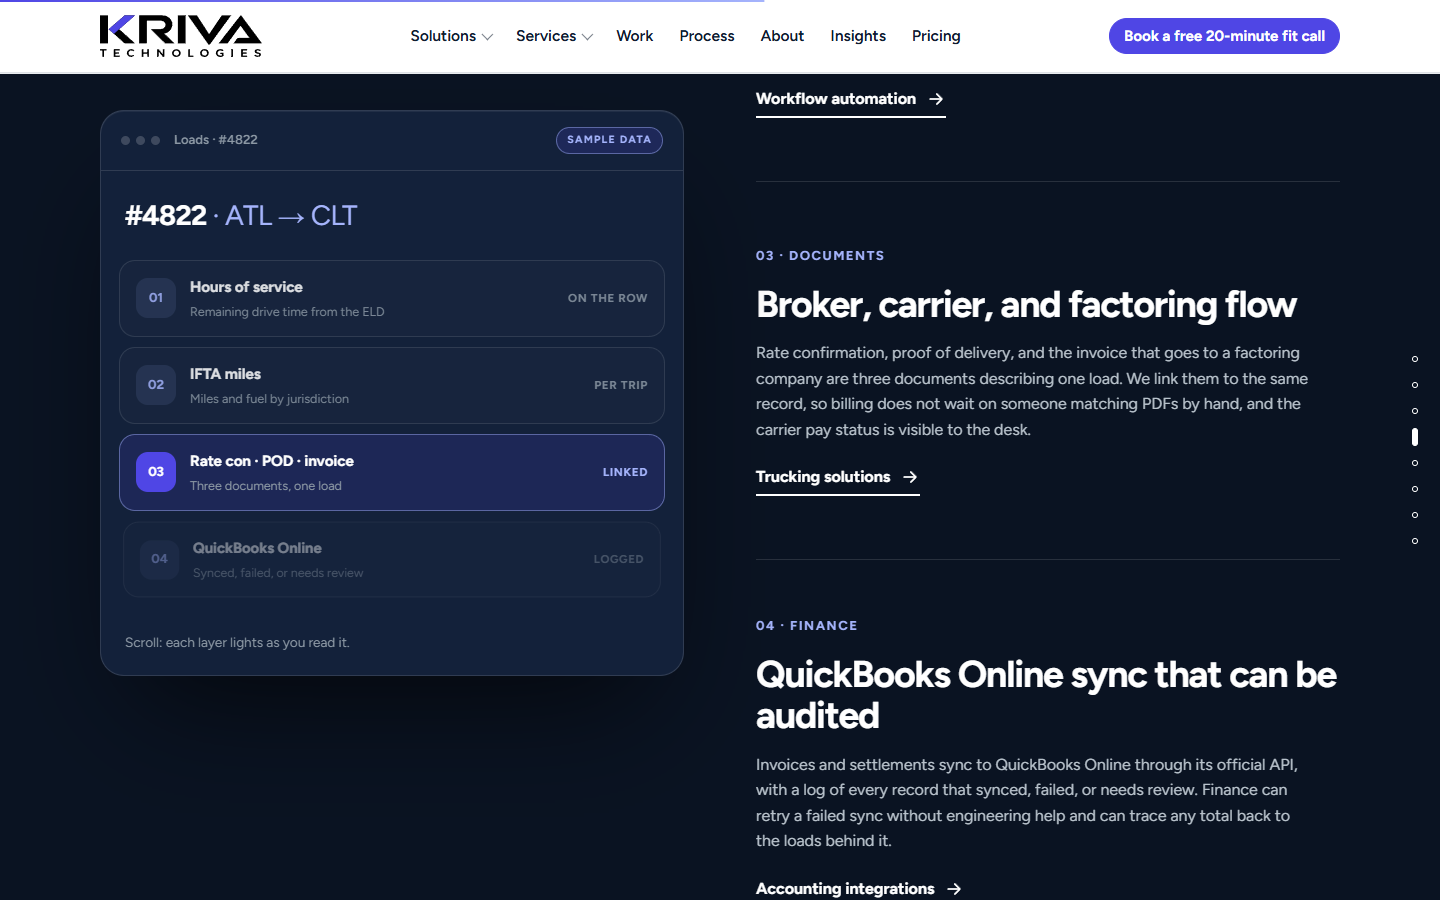 KRIVA
TECHNOLOGIES
Solutions
Services
Work
Process
About
Insights
Pricing
Book a free 20-minute fit call
Loads · #4822
SAMPLE DATA
#4822 · ATL → CLT
01
Hours of service
Remaining drive time from the ELD
ON THE ROW
02
IFTA miles
Miles and fuel by jurisdiction
PER TRIP
03
Rate con · POD · invoice
Three documents, one load
LINKED
04
QuickBooks Online
Synced, failed, or needs review
LOGGED
Scroll: each layer lights as you read it.
Workflow automation →
03 · DOCUMENTS
Broker, carrier, and factoring flow
Rate confirmation, proof of delivery, and the invoice that goes to a factoring
company are three documents describing one load. We link them to the same
record, so billing does not wait on someone matching PDFs by hand, and the
carrier pay status is visible to the desk.
Trucking solutions →
04 · FINANCE
QuickBooks Online sync that can be
audited
Invoices and settlements sync to QuickBooks Online through its official API,
with a log of every record that synced, failed, or needs review. Finance can
retry a failed sync without engineering help and can trace any total back to
the loads behind it.
Accounting integrations →